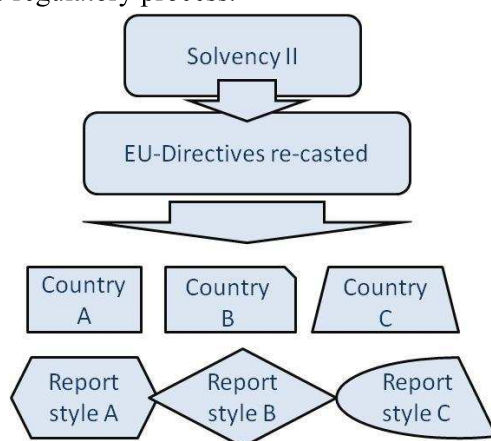 regulatory process.
Solvency II
EU-Directives re-casted
Country
A
Country
B
Country
C
Report
style A
Report
style B
Report
style C